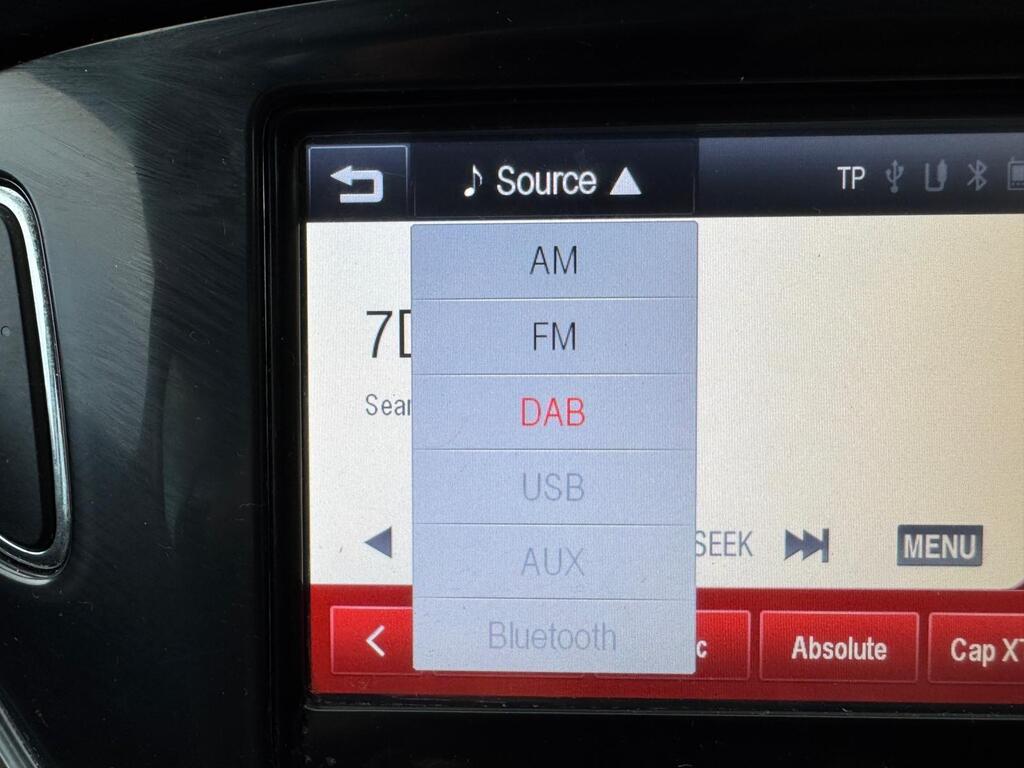 Source
TP
AM
FM
DAB
USB
AUX
Bluetooth
SEEK
MENU
Absolute